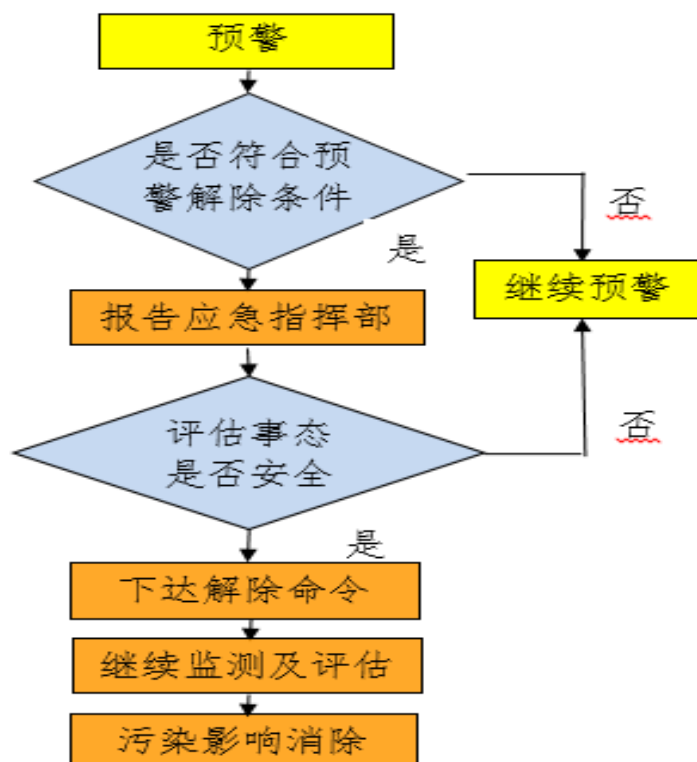 预警
是否符合预
警解除条件
否
是
继续预警
报告应急指挥部
评估事态
是否安全
否
是
下达解除命令
继续监测及评估
污染影响消除